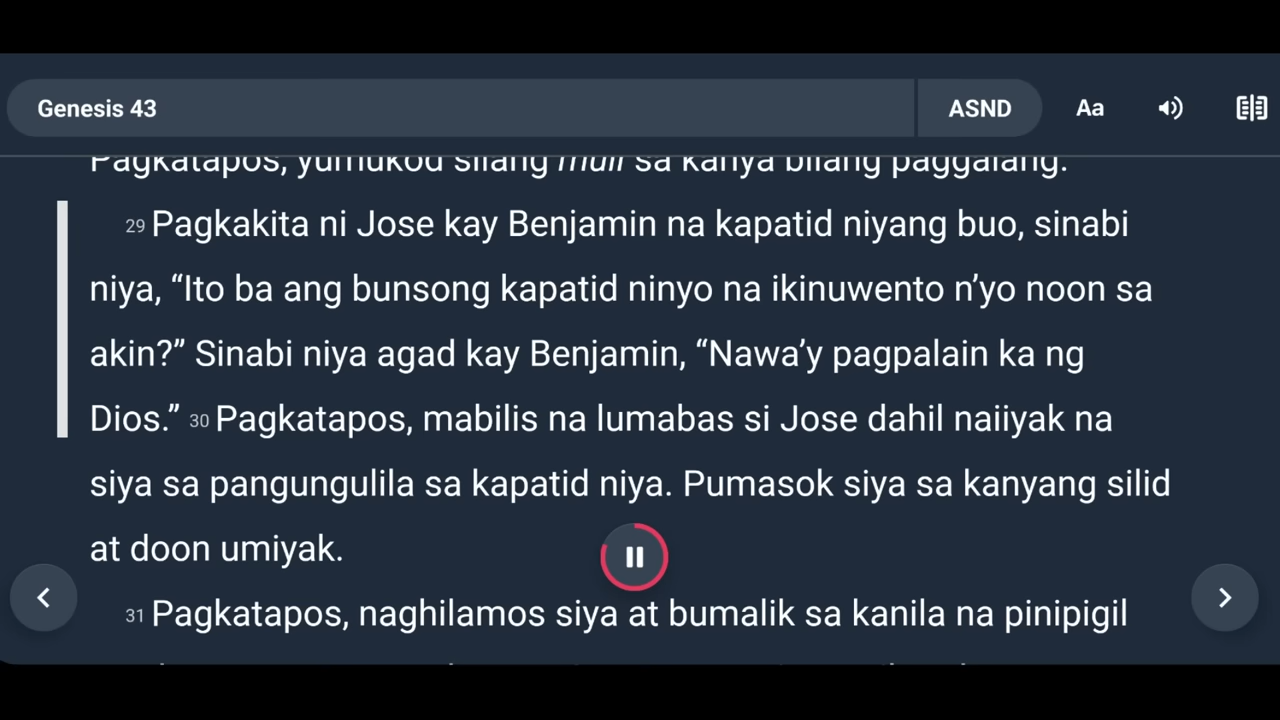 Genesis 43
ASND
Aa
Pagkatapos, yumukod silang muli sa kanya bilang paggalang.
29 Pagkakita ni Jose kay Benjamin na kapatid niyang buo, sinabi
niya, “Ito ba ang bunsong kapatid ninyo na ikinuwento n’yo noon sa
akin?” Sinabi niya agad kay Benjamin, “Nawa’y pagpalain ka ng
Dios.” 30 Pagkatapos, mabilis na lumabas si Jose dahil naiiyak na
siya sa pangungulila sa kapatid niya. Pumasok siya sa kanyang silid
at doon umiyak.
31 Pagkatapos, naghilamos siya at bumalik sa kanila na pinipigil